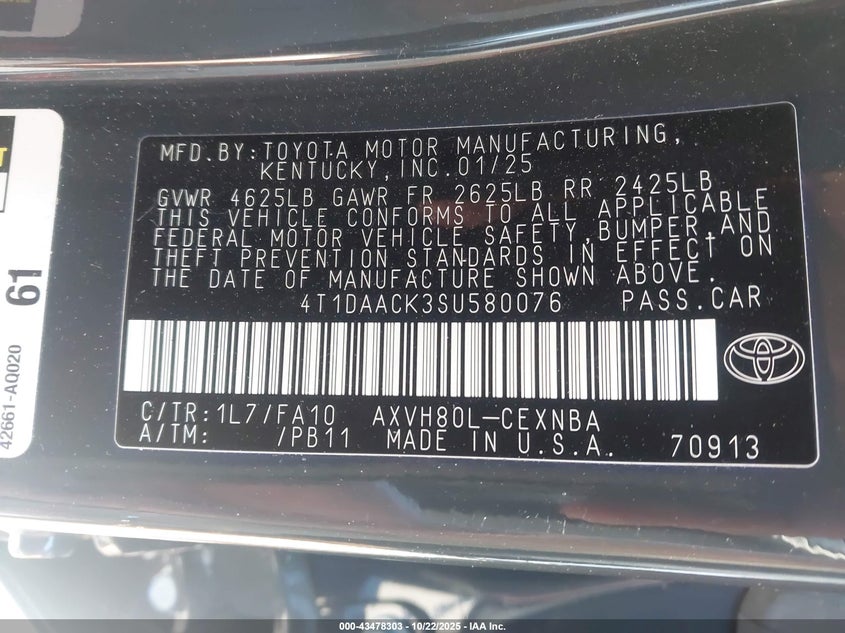 MFD.BY:TOYOTA MOTOR MANUFACTURING,
KENTUCKY, INC.01/25
GVWR 4625LB GAWR FR 2625LB RR 2425LB
THIS VEHICLE CONFORMS TO ALL APPLICABLE
FEDERAL MOTOR VEHICLE SAFETY,BUMPER,AND
THEFT PREVENTION STANDARDS IN EFFECT ON
THE DATE OF MANUFACTURE SHOWN ABOVE.
4T1DAACK3SU580076 PASS.CAR
C/TR:1L7/FA10 AXVH80L-CEXNBA
A/TM: /PB11 MADE IN U.S.A. 70913
61
42661-AQ020
000-43478303 - 10/22/2025 - IAA Inc.